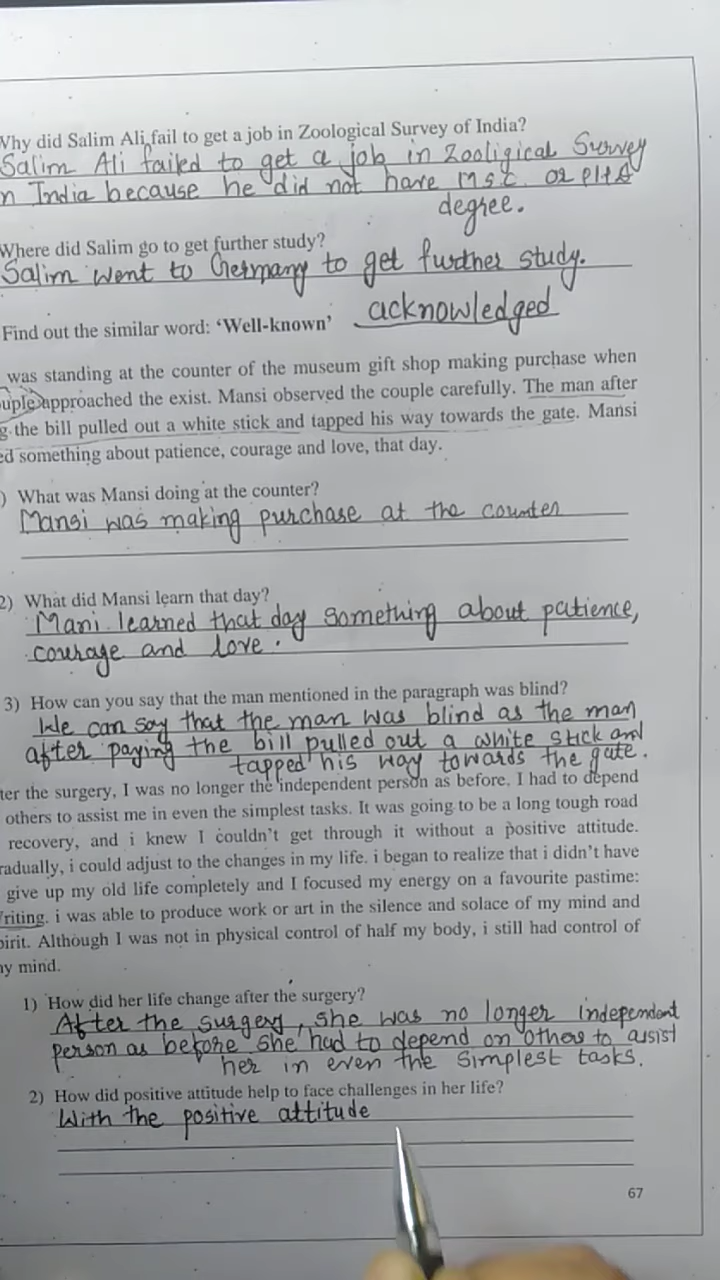 Why did Salim Ali fail to get a job in Zoological Survey of India?
Salim Ali failed to get a job in Zooligical Survey
n India because he did not have M.s.c. or PHd
degree.
Where did Salim go to get further study?
Salim went to Germany to get further study.
Find out the similar word: ‘Well-known’ acknowledged
was standing at the counter of the museum gift shop making purchase when
ouple approached the exist. Mansi observed the couple carefully. The man after
g the bill pulled out a white stick and tapped his way towards the gate. Mansi
ed something about patience, courage and love, that day.
) What was Mansi doing at the counter?
Mansi was making purchase at the counter
2) What did Mansi learn that day?
Mani learned that day something about patience,
courage and love.
3) How can you say that the man mentioned in the paragraph was blind?
We can say that the man was blind as the man
after paying the bill pulled out a white stick and
tapped his way towards the gate.
ter the surgery, I was no longer the independent person as before. I had to depend
others to assist me in even the simplest tasks. It was going to be a long tough road
recovery, and i knew I couldn’t get through it without a positive attitude.
radually, i could adjust to the changes in my life. i began to realize that i didn’t have
give up my old life completely and I focused my energy on a favourite pastime:
riting. i was able to produce work or art in the silence and solace of my mind and
pirit. Although I was not in physical control of half my body, i still had control of
y mind.
1) How did her life change after the surgery?
After the surgery, she was no longer independent
person as before she had to depend on others to assist
her in even the simplest tasks.
2) How did positive attitude help to face challenges in her life?
With the positive attitude
67